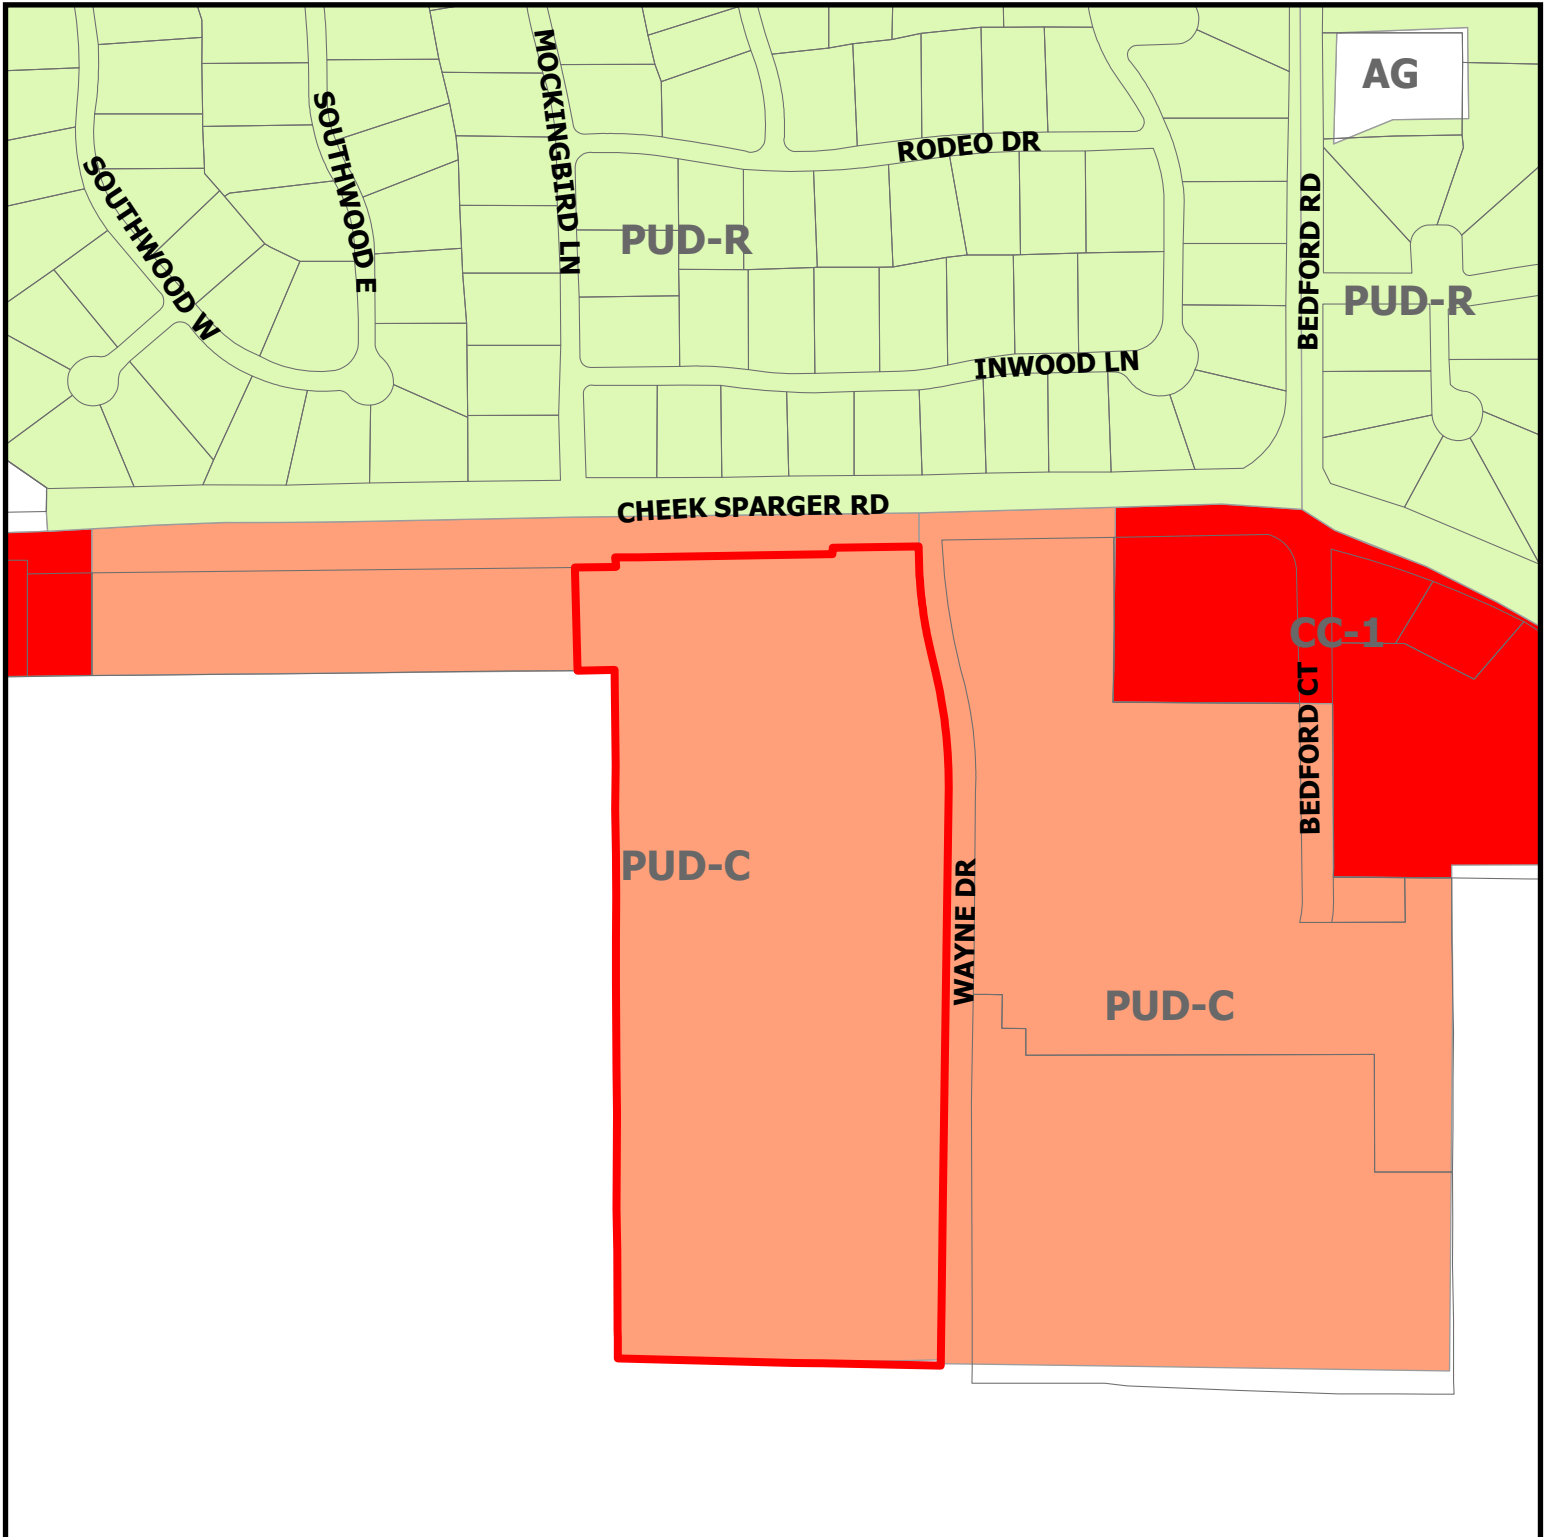 AG
MOCKINGBIRD LN
SOUTHWOOD E
RODEO DR
SOUTHWOOD W
BEDFORD RD
PUD-R
PUD-R
INWOOD LN
CHEEK SPARGER RD
CC-1
BEDFORD CT
PUD-C
WAYNE DR
PUD-C